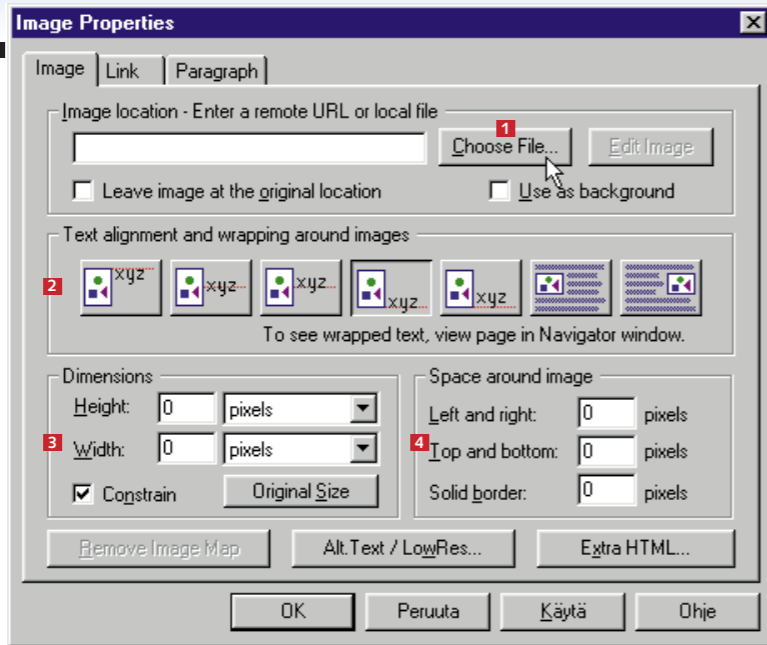 Image Properties
Image Link Paragraph
Image location - Enter a remote URL or local file
1
Choose File... Edit Image
Leave image at the original location Use as background
Text alignment and wrapping around images
2 xyz xyz xyz xyz xyz
To see wrapped text, view page in Navigator window.
Dimensions Space around image
Height: 0 pixels Left and right: 0 pixels
3 Width: 0 pixels 4 Top and bottom: 0 pixels
Constrain Original Size Solid border: 0 pixels
Remove Image Map Alt.Text / LowRes... Extra HTML...
OK Peruuta Käytä Ohje